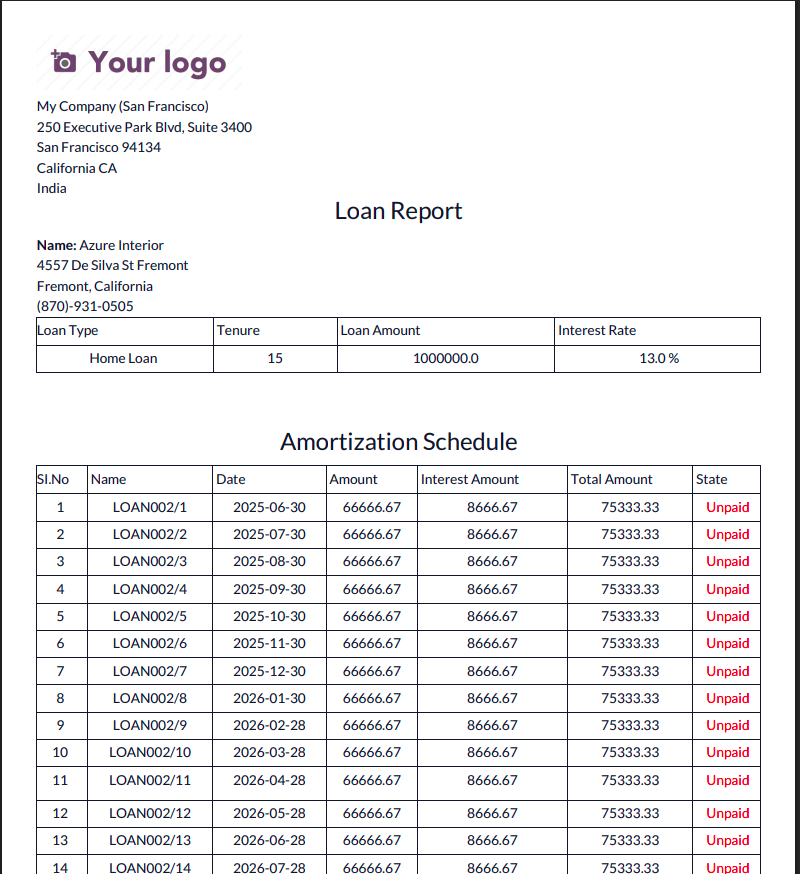 Your logo
My Company (San Francisco)
250 Executive Park Blvd, Suite 3400
San Francisco 94134
California CA
India
Loan Report
Name: Azure Interior
4557 De Silva St Fremont
Fremont, California
(870)-931-0505
Loan Type Tenure Loan Amount Interest Rate
Home Loan 15 1000000.0 13.0 %
Amortization Schedule
Sl.No Name Date Amount Interest Amount Total Amount State
1 LOAN002/1 2025-06-30 66666.67 8666.67 75333.33 Unpaid
2 LOAN002/2 2025-07-30 66666.67 8666.67 75333.33 Unpaid
3 LOAN002/3 2025-08-30 66666.67 8666.67 75333.33 Unpaid
4 LOAN002/4 2025-09-30 66666.67 8666.67 75333.33 Unpaid
5 LOAN002/5 2025-10-30 66666.67 8666.67 75333.33 Unpaid
6 LOAN002/6 2025-11-30 66666.67 8666.67 75333.33 Unpaid
7 LOAN002/7 2025-12-30 66666.67 8666.67 75333.33 Unpaid
8 LOAN002/8 2026-01-30 66666.67 8666.67 75333.33 Unpaid
9 LOAN002/9 2026-02-28 66666.67 8666.67 75333.33 Unpaid
10 LOAN002/10 2026-03-28 66666.67 8666.67 75333.33 Unpaid
11 LOAN002/11 2026-04-28 66666.67 8666.67 75333.33 Unpaid
12 LOAN002/12 2026-05-28 66666.67 8666.67 75333.33 Unpaid
13 LOAN002/13 2026-06-28 66666.67 8666.67 75333.33 Unpaid
14 LOAN002/14 2026-07-28 66666.67 8666.67 75333.33 Unpaid